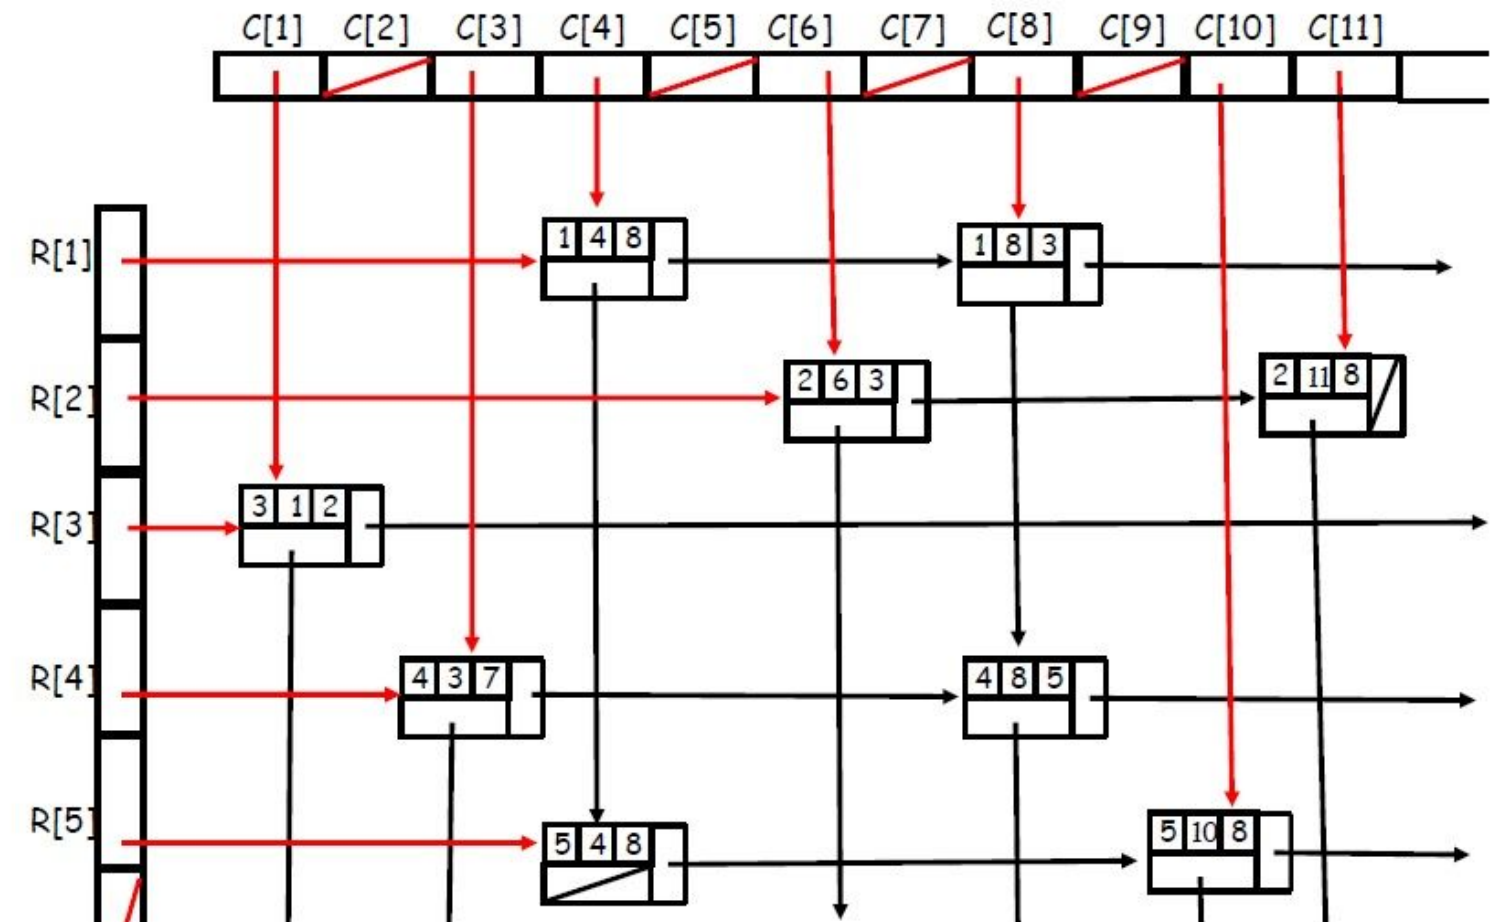 C[1] C[2] C[3] C[4] C[5] C[6] C[7] C[8] C[9] C[10] C[11]
R[1] 1 4 8 1 8 3
R[2] 2 6 3 2 11 8
R[3] 3 1 2
R[4] 4 3 7 4 8 5
R[5] 5 4 8 5 10 8